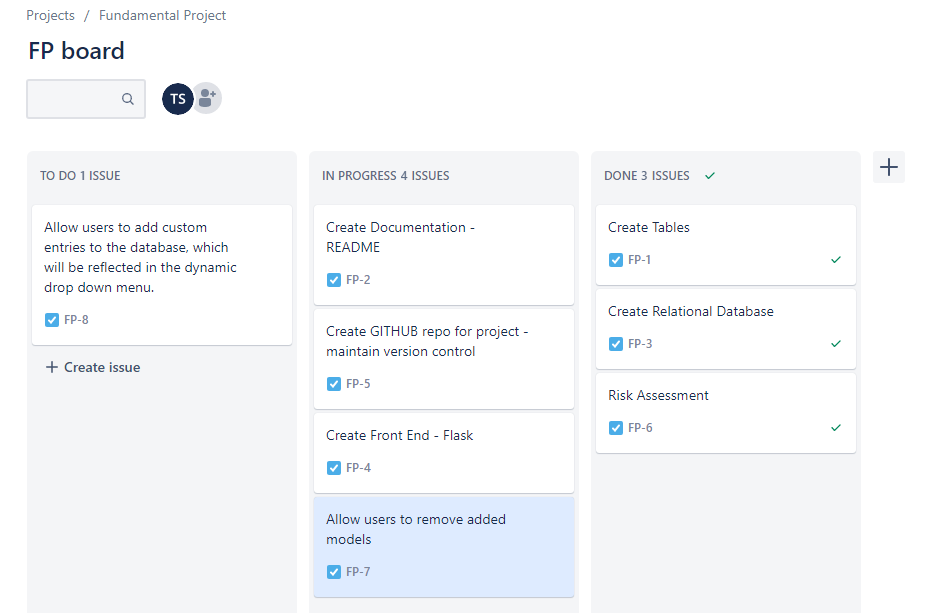 Projects / Fundamental Project
FP board
TS
TO DO 1 ISSUE
Allow users to add custom
entries to the database, which
will be reflected in the dynamic
drop down menu.
FP-8
+ Create issue
IN PROGRESS 4 ISSUES
Create Documentation -
README
FP-2
Create GITHUB repo for project -
maintain version control
FP-5
Create Front End - Flask
FP-4
Allow users to remove added
models
FP-7
DONE 3 ISSUES
Create Tables
FP-1
Create Relational Database
FP-3
Risk Assessment
FP-6